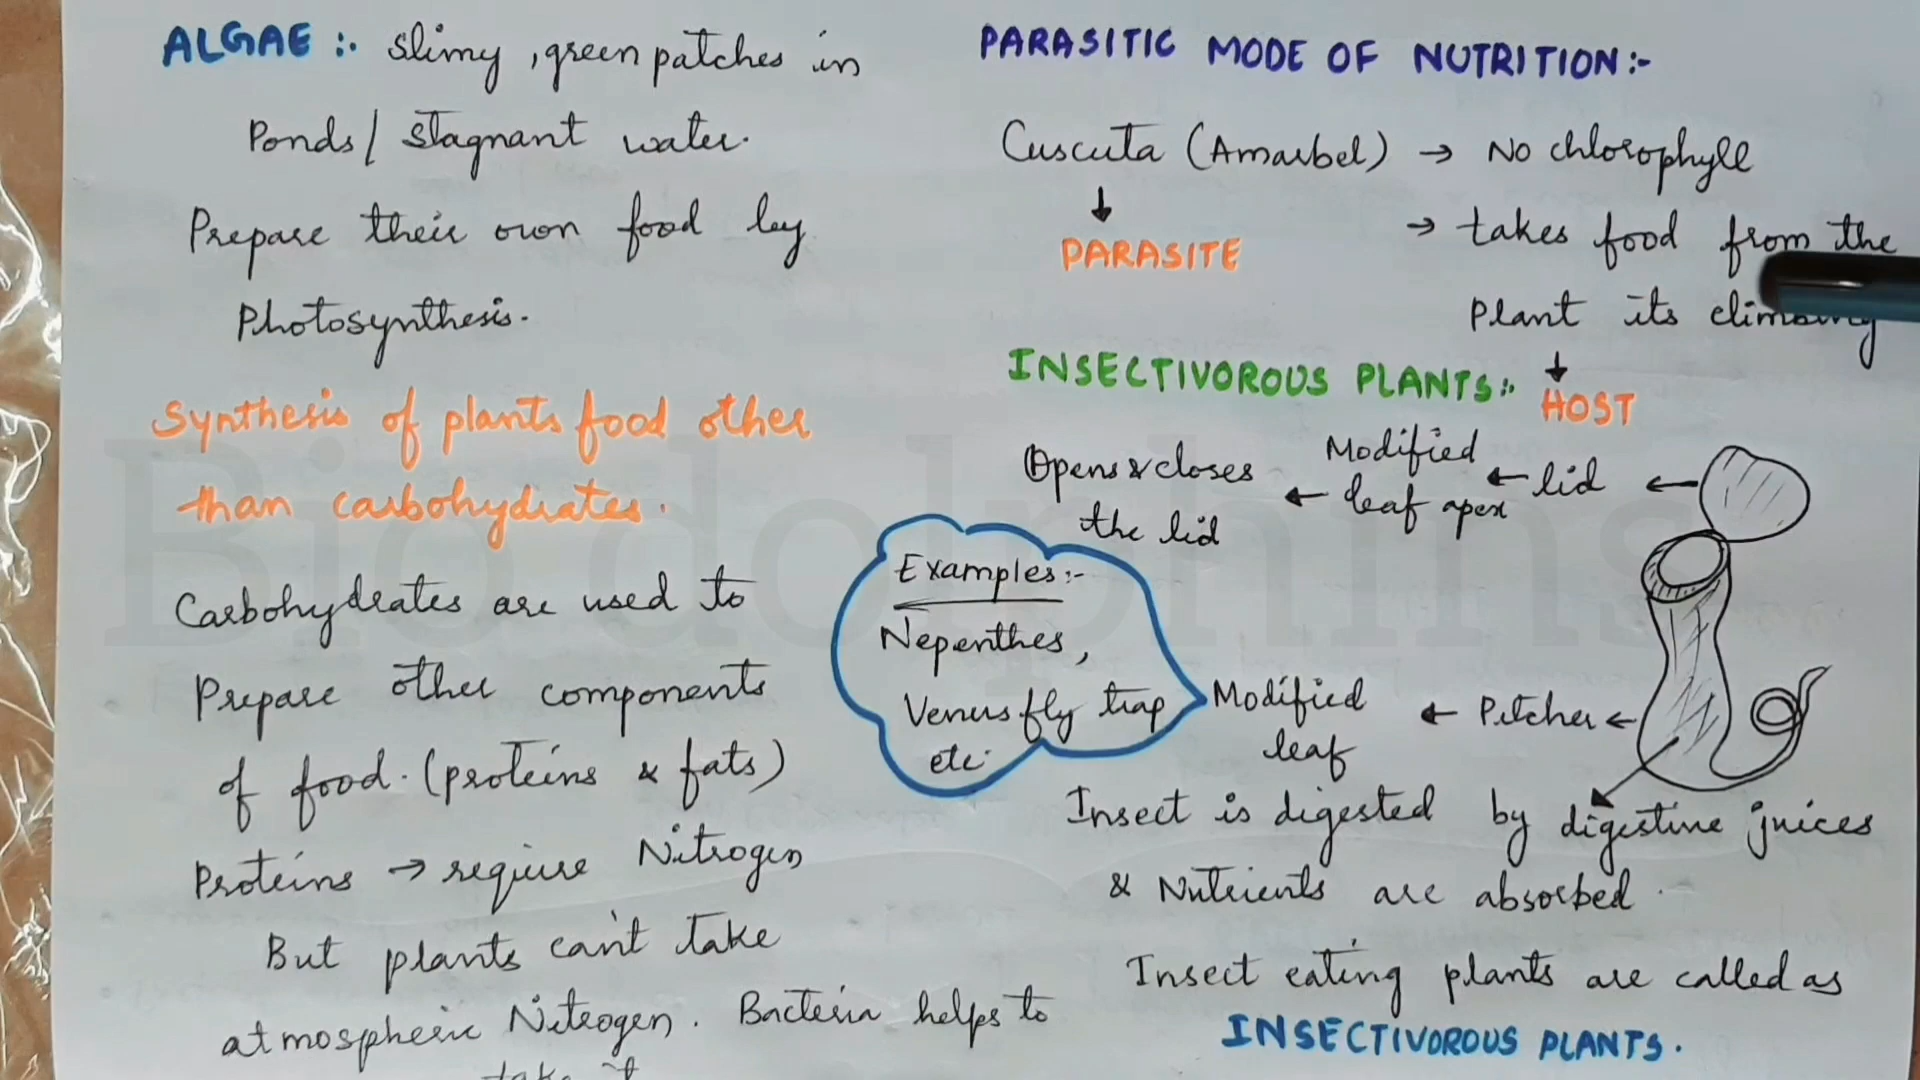 ALGAE :- slimy, green patches in
Ponds/ stagnant water.
Prepare their own food by
Photosynthesis.
Synthesis of plants food other
than carbohydrates.
Carbohydrates are used to
Prepare other components
of food. (proteins & fats)
Proteins → require Nitrogen
But plants can't take
atmospheric Nitrogen. Bacteria helps to
take it
PARASITIC MODE OF NUTRITION:-
Cuscuta (Amarbel) → No chlorophyll
↓
PARASITE
→ takes food from the
Plant its climbing
↓
HOST
INSECTIVOROUS PLANTS:-
Opens & closes
the lid
← Modified
leaf apex
← lid ←
Examples:-
Nepenthes,
Venus fly trap
etc.
Modified
leaf
← Pitcher ←
Insect is digested by digestive juices
& Nutrients are absorbed.
Insect eating plants are called as
INSECTIVOROUS PLANTS.
Bio dolphins